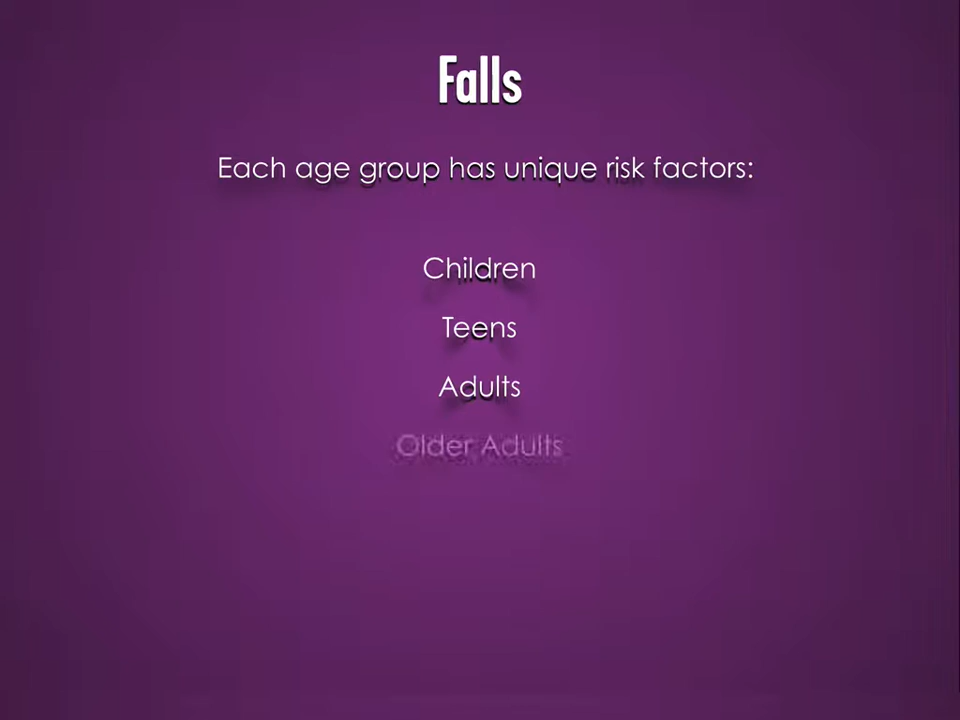 Falls
Each age group has unique risk factors:
Children
Teens
Adults
Older Adults